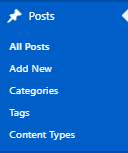 Posts
All Posts
Add New
Categories
Tags
Content Types